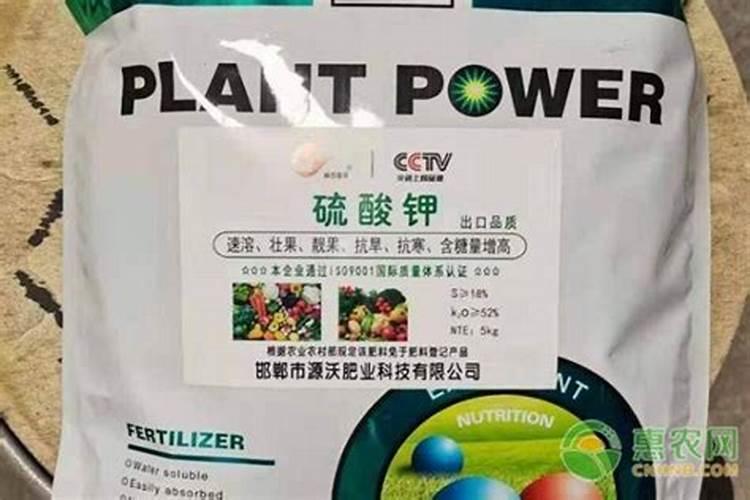 PLANT POWER
CCTV
硫酸钾 出口品质
速溶、壮果、靓果、抗旱、抗寒、含糖量增高
☆☆☆本企业通过ISO9001国际质量体系认证☆☆☆
S≥18%
k₂O≥52%
NTE: 5kg
根据农业农村部规定该肥料免于肥料登记产品
邯郸市源沃肥业科技有限公司
NUTRITION
FERTILIZER
Water soluble
Easily absorbed
惠农网
CNHNB.COM